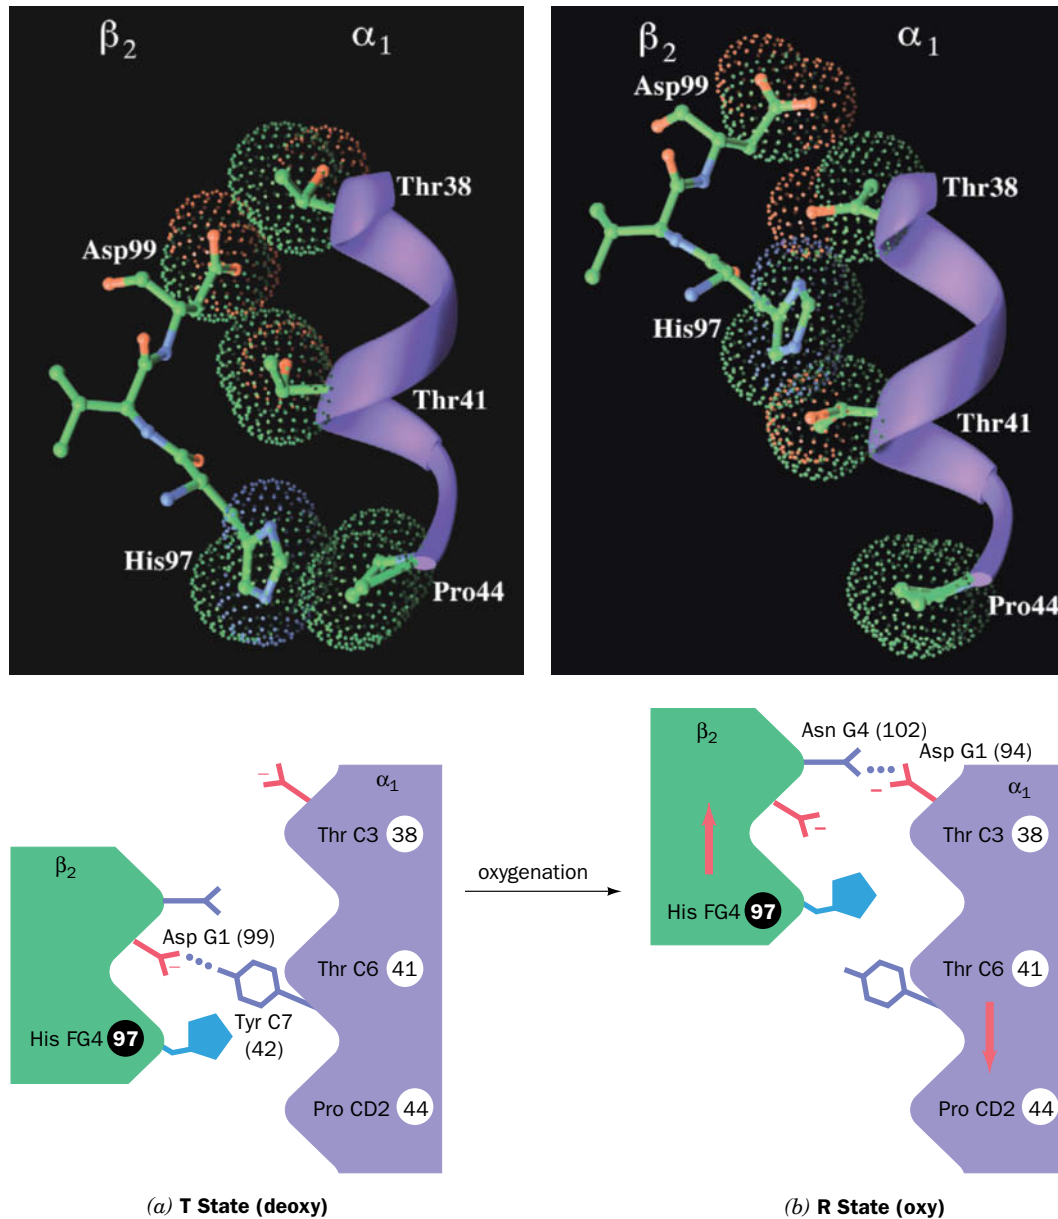 β₂ α₁
Thr38
Asp99
Thr41
His97
Pro44
β₂ α₁
Asp99
Thr38
His97
Thr41
Pro44
α₁
−
Thr C3 38
β₂
Asp G1 (99)
−
Thr C6 41
His FG4 97
Tyr C7
(42)
Pro CD2 44
oxygenation
β₂
Asn G4 (102)
Asp G1 (94)
−
α₁
−
Thr C3 38
His FG4 97
Thr C6 41
Pro CD2 44
(a) T State (deoxy)
(b) R State (oxy)